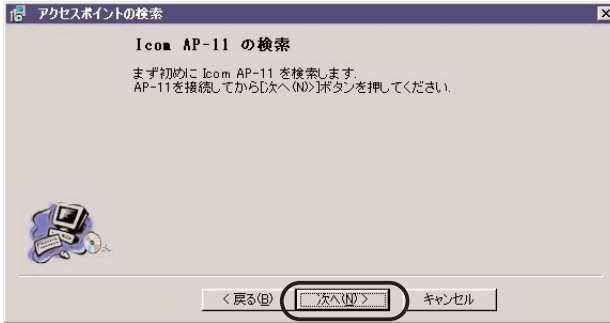 アクセスポイントの検索
Icom AP-11 の検索
まず初めに Icom AP-11 を検索します.
AP-11を接続してから[次へ(N)>]ボタンを押してください.
< 戻る(B) 次へ(N) > キャンセル